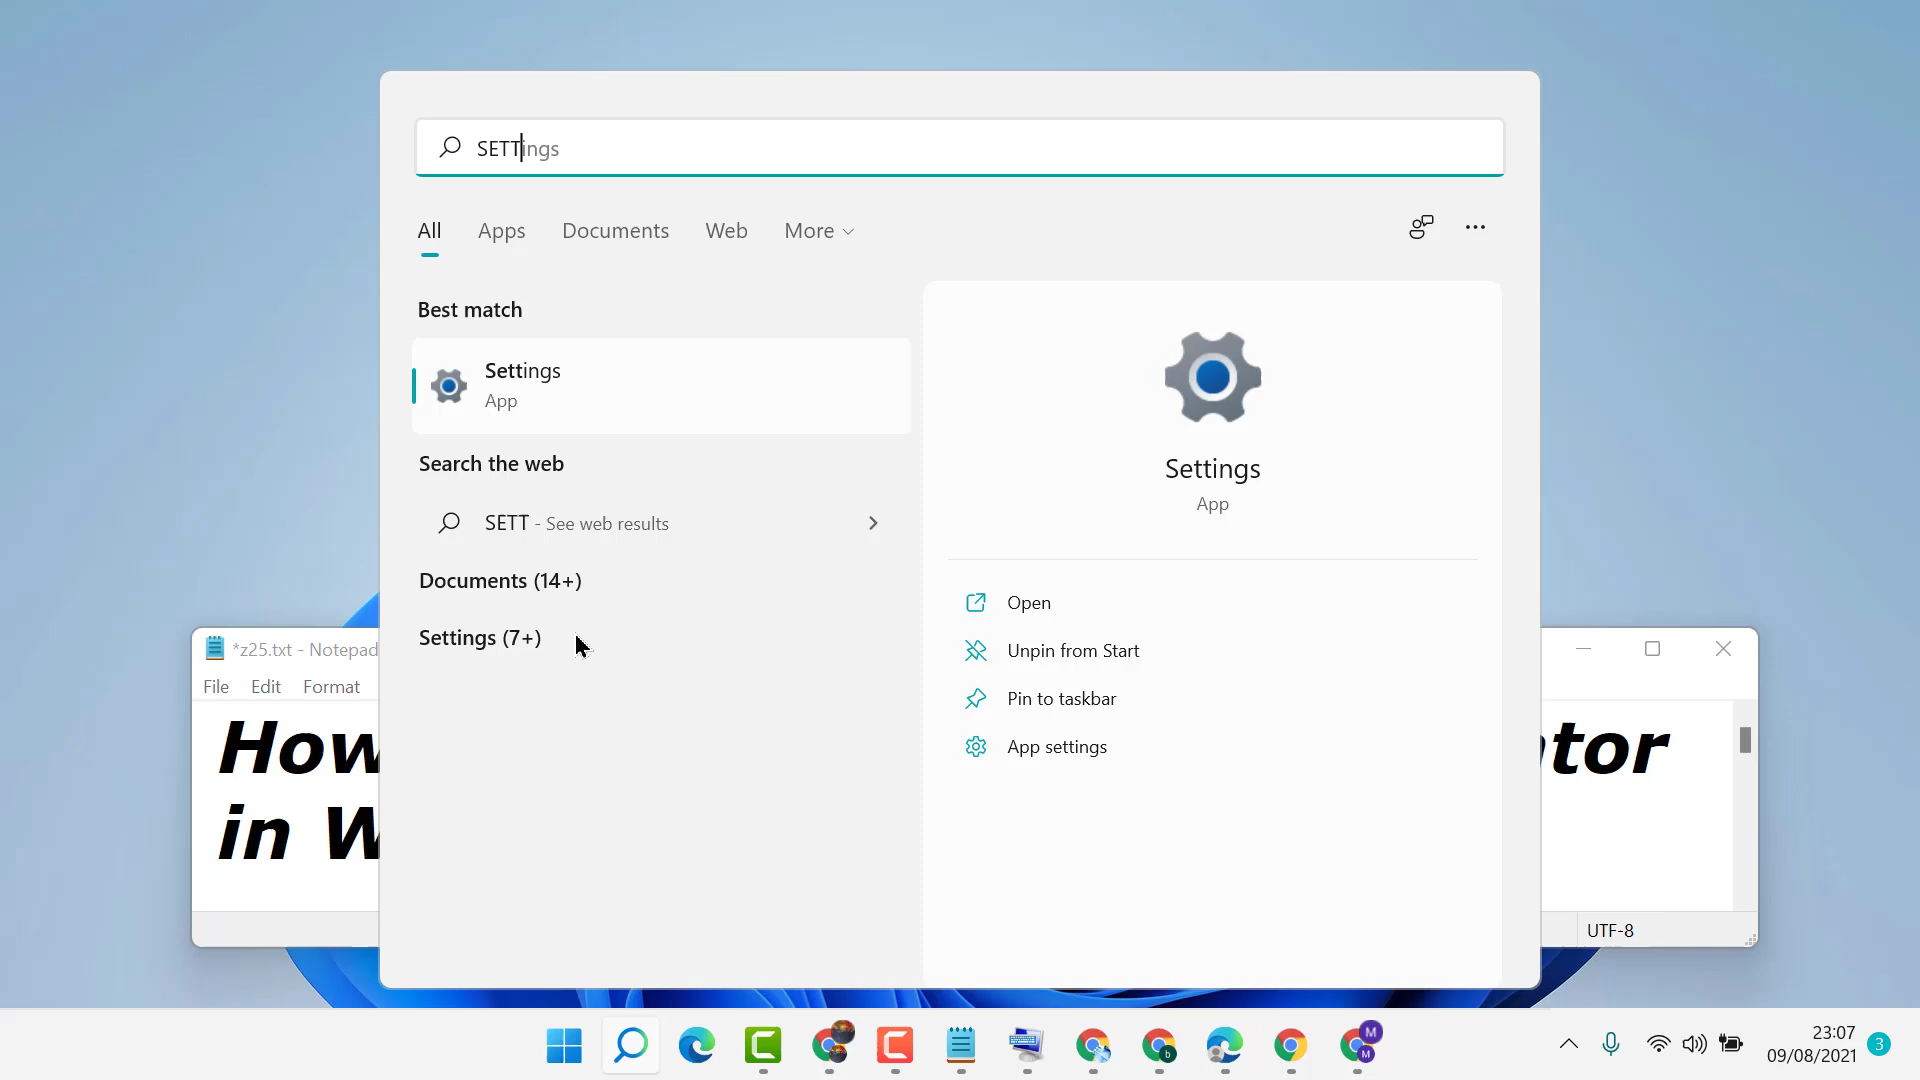 SETTings
All Apps Documents Web More
Best match
Settings
App
Search the web
SETT - See web results
Documents (14+)
Settings (7+)
Settings
App
Open
Unpin from Start
Pin to taskbar
App settings
*z25.txt - Notepad
File Edit Format
How tor
in W
UTF-8
b
M
M
23:07
09/08/2021
3